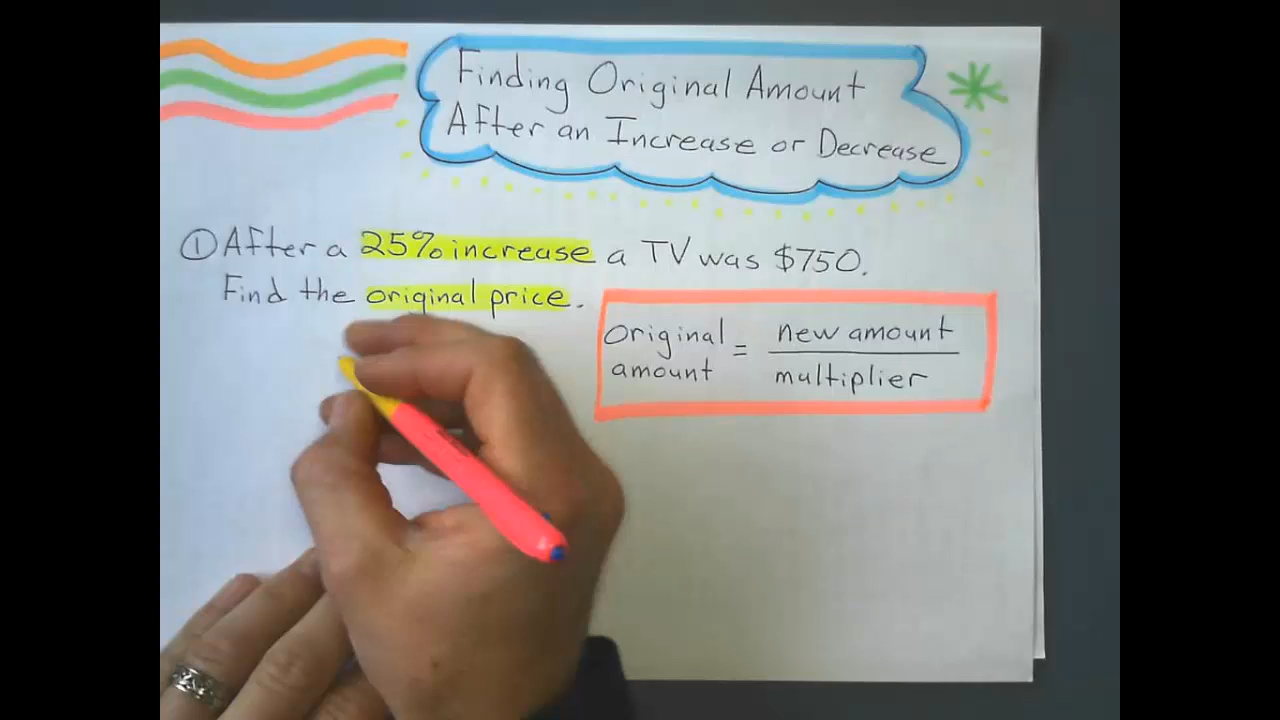 Finding Original Amount
After an Increase or Decrease
① After a 25% increase a TV was $750.
Find the original price.
original amount = new amount / multiplier